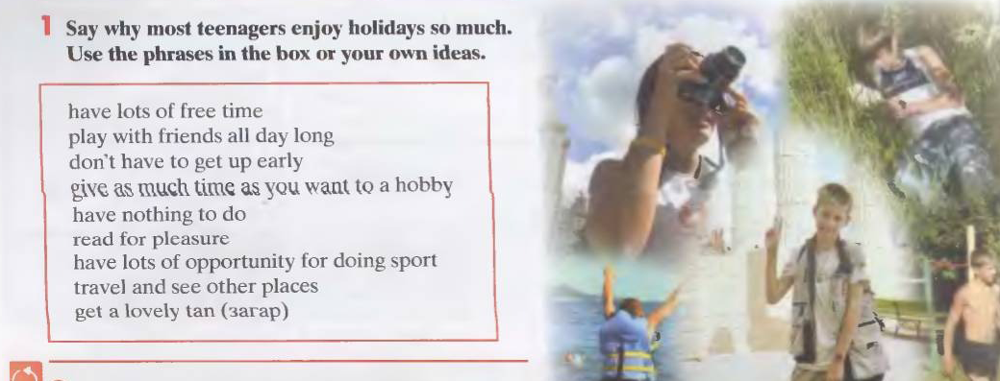 1 Say why most teenagers enjoy holidays so much.
Use the phrases in the box or your own ideas.
have lots of free time
play with friends all day long
don't have to get up early
give as much time as you want to a hobby
have nothing to do
read for pleasure
have lots of opportunity for doing sport
travel and see other places
get a lovely tan (загар)